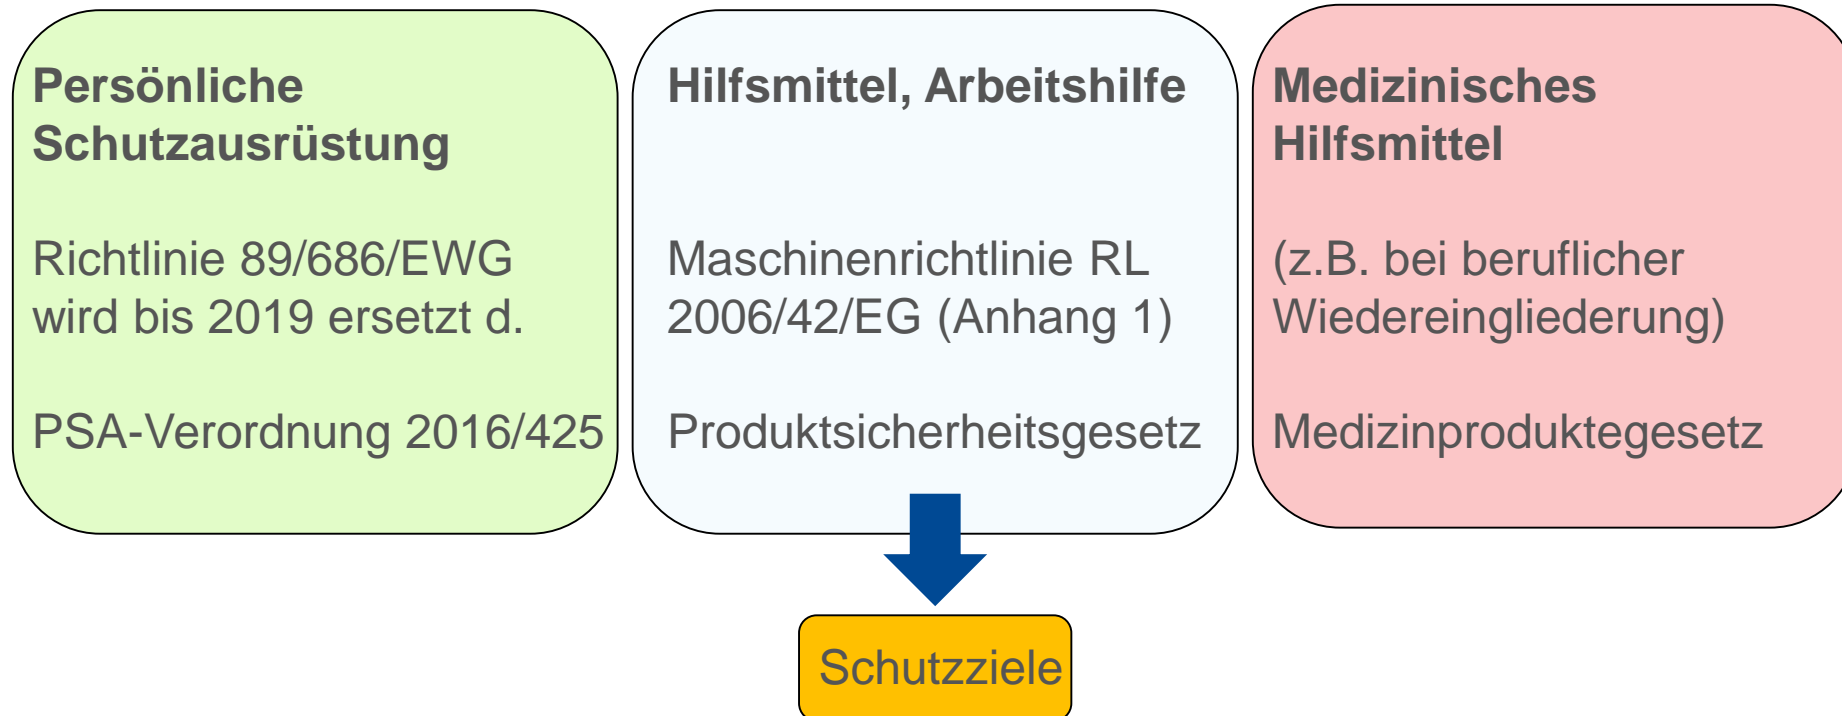 Persönliche
Schutzausrüstung
Richtlinie 89/686/EWG
wird bis 2019 ersetzt d.
PSA-Verordnung 2016/425
Hilfsmittel, Arbeitshilfe
Maschinenrichtlinie RL
2006/42/EG (Anhang 1)
Produktsicherheitsgesetz
Medizinisches
Hilfsmittel
(z.B. bei beruflicher
Wiedereingliederung)
Medizinproduktegesetz
Schutzziele